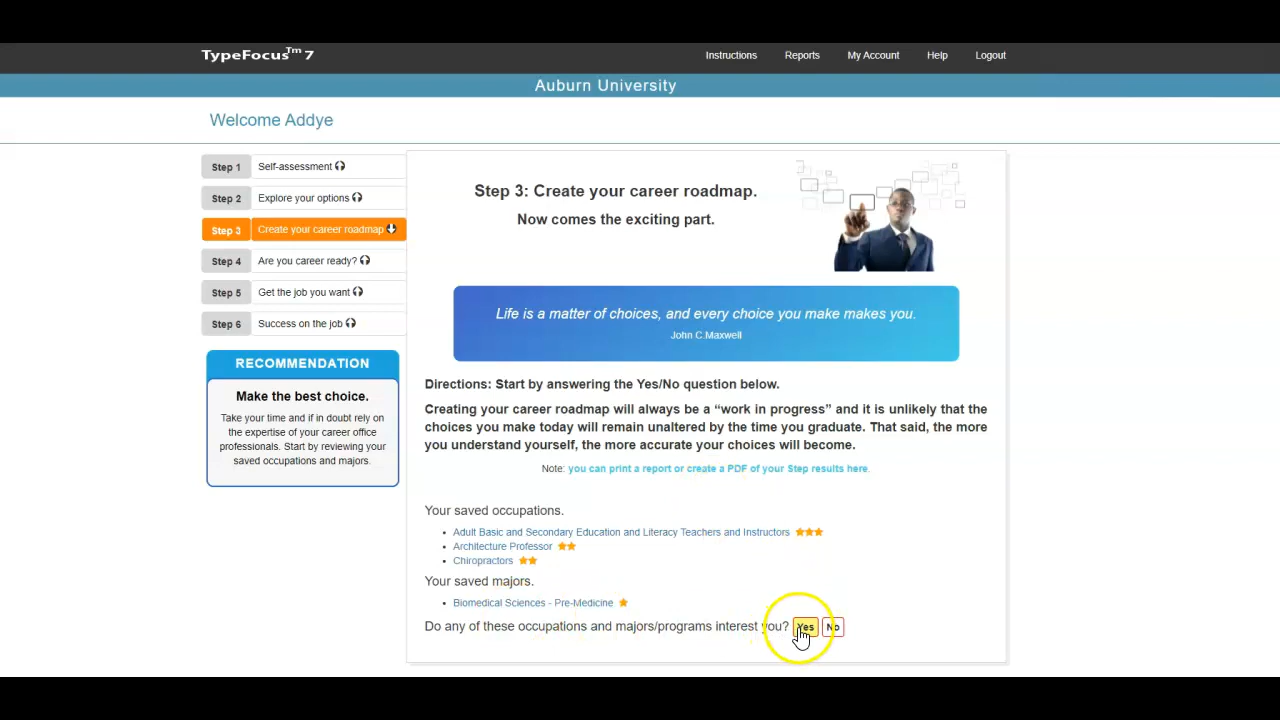 TypeFocus™ 7
Instructions Reports My Account Help Logout
Auburn University
Welcome Addye
Step 1 Self-assessment
Step 2 Explore your options
Step 3 Create your career roadmap
Step 4 Are you career ready?
Step 5 Get the job you want
Step 6 Success on the job
RECOMMENDATION
Make the best choice.
Take your time and if in doubt rely on
the expertise of your career office
professionals. Start by reviewing your
saved occupations and majors.
Step 3: Create your career roadmap.
Now comes the exciting part.
Life is a matter of choices, and every choice you make makes you.
John C.Maxwell
Directions: Start by answering the Yes/No question below.
Creating your career roadmap will always be a “work in progress” and it is unlikely that the
choices you make today will remain unaltered by the time you graduate. That said, the more
you understand yourself, the more accurate your choices will become.
Note: you can print a report or create a PDF of your Step results here.
Your saved occupations.
Adult Basic and Secondary Education and Literacy Teachers and Instructors
Architecture Professor
Chiropractors
Your saved majors.
Biomedical Sciences - Pre-Medicine
Do any of these occupations and majors/programs interest you? Yes No